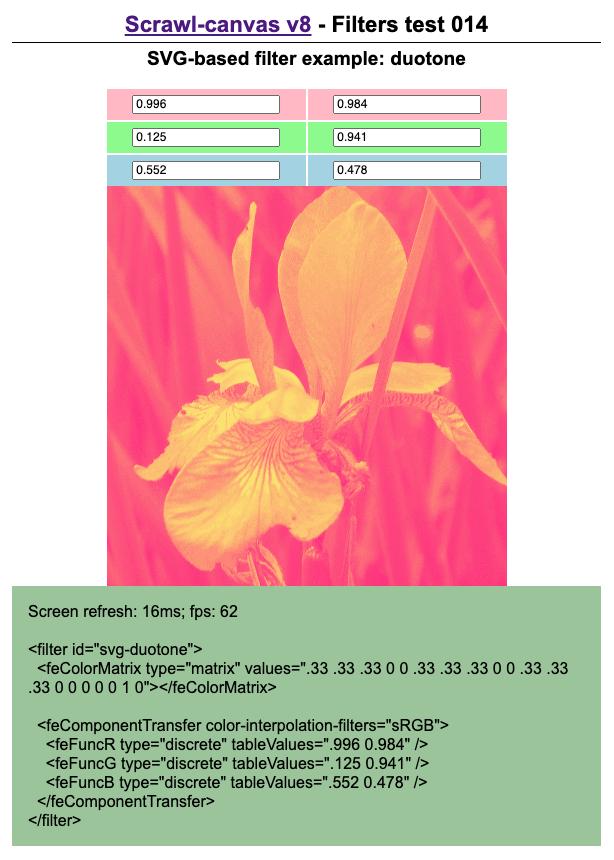 Scrawl-canvas v8 - Filters test 014
SVG-based filter example: duotone
0.996 0.984
0.125 0.941
0.552 0.478
Screen refresh: 16ms; fps: 62
<filter id="svg-duotone">
<feColorMatrix type="matrix" values=".33 .33 .33 0 0 .33 .33 .33 0 0 .33 .33
.33 0 0 0 0 0 1 0"></feColorMatrix>
<feComponentTransfer color-interpolation-filters="sRGB">
<feFuncR type="discrete" tableValues=".996 0.984" />
<feFuncG type="discrete" tableValues=".125 0.941" />
<feFuncB type="discrete" tableValues=".552 0.478" />
</feComponentTransfer>
</filter>